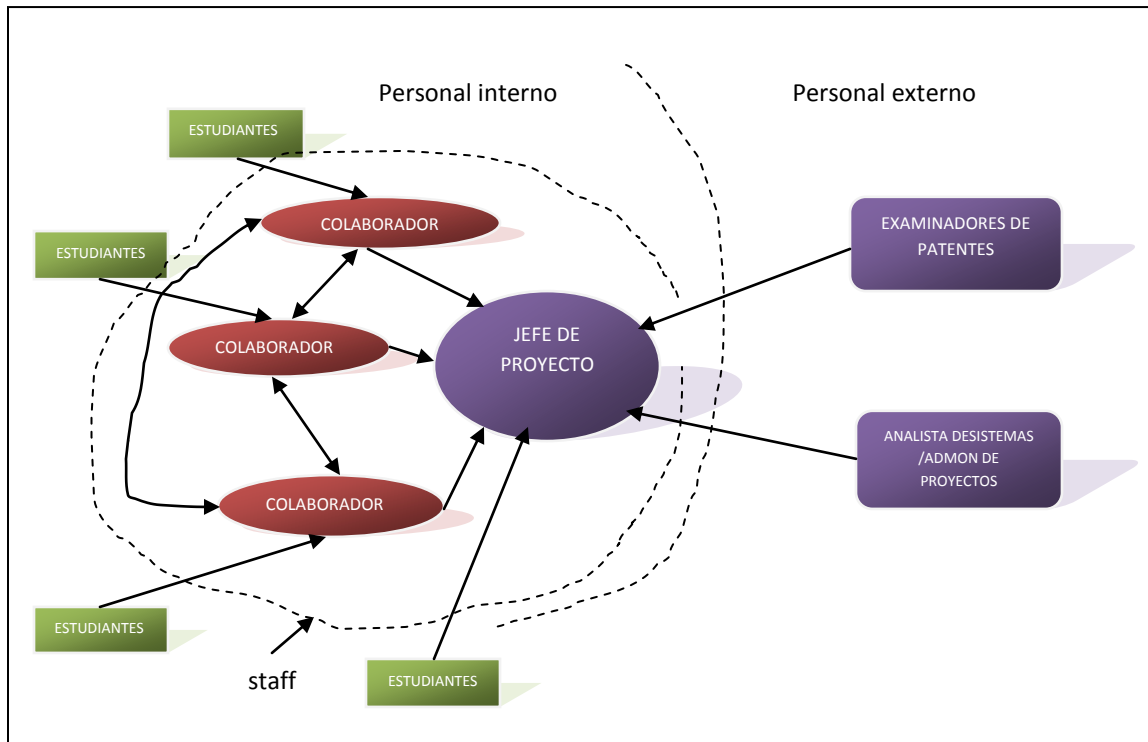 Personal interno
Personal externo
ESTUDIANTES
COLABORADOR
EXAMINADORES DE
PATENTES
ESTUDIANTES
COLABORADOR
JEFE DE
PROYECTO
ANALISTA DESISTEMAS
/ADMON DE
PROYECTOS
COLABORADOR
ESTUDIANTES
staff
ESTUDIANTES